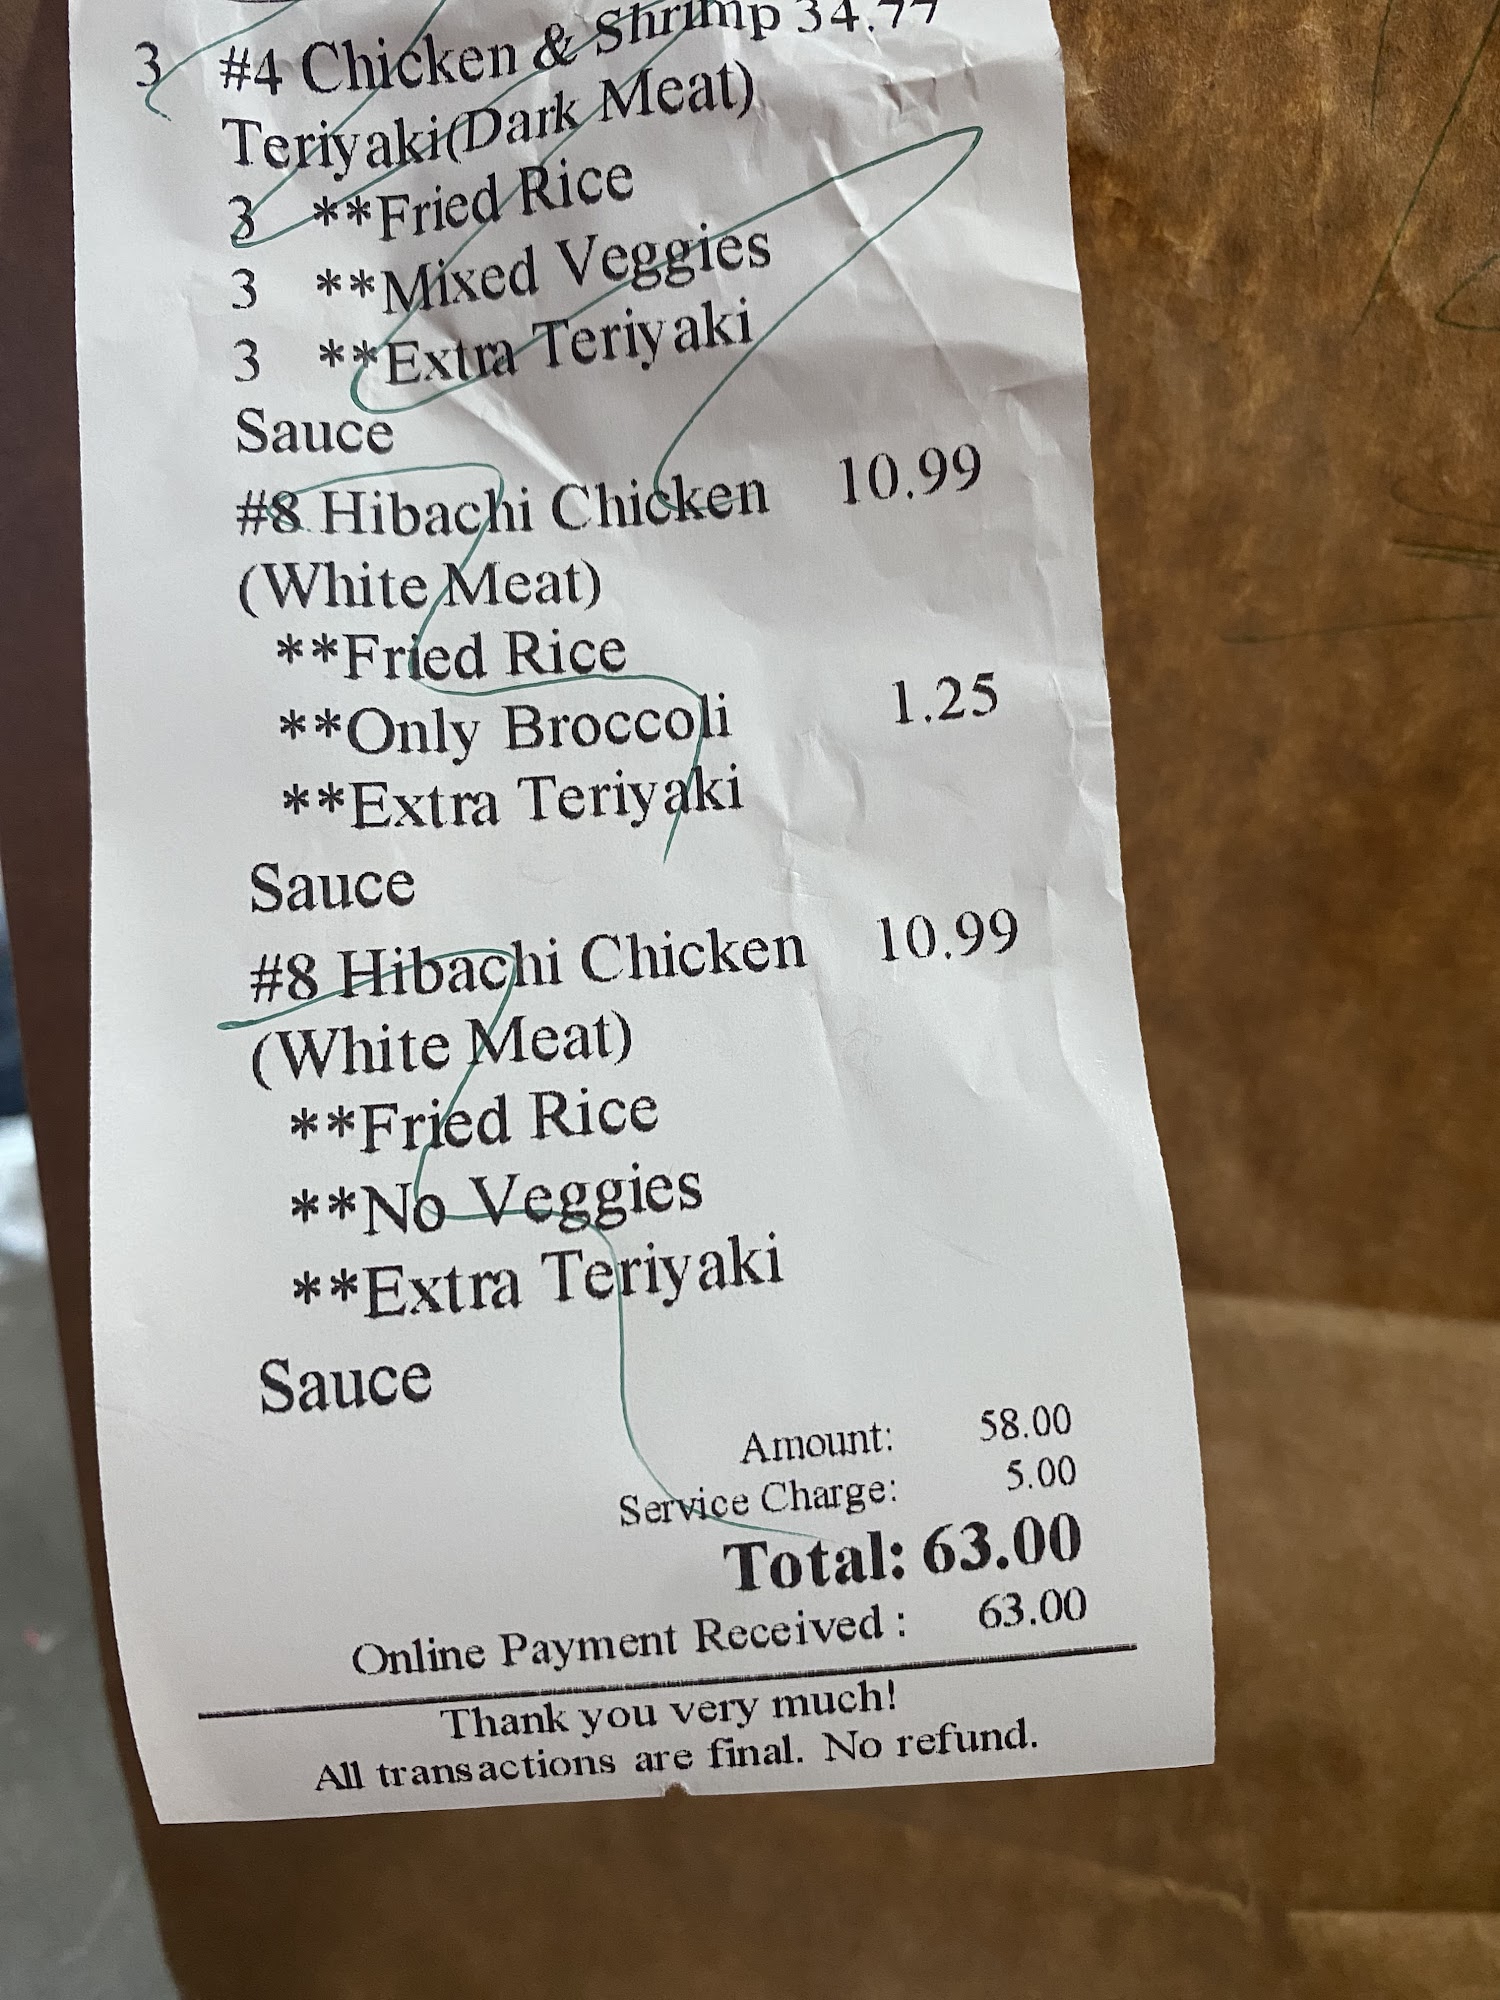 3 #4 Chicken & Shrimp 34.77
Teriyaki(Dark Meat)
3 **Fried Rice
3 **Mixed Veggies
3 **Extra Teriyaki
Sauce
#8 Hibachi Chicken 10.99
(White Meat)
**Fried Rice
**Only Broccoli 1.25
**Extra Teriyaki
Sauce
#8 Hibachi Chicken 10.99
(White Meat)
**Fried Rice
**No Veggies
**Extra Teriyaki
Sauce
Amount: 58.00
Service Charge: 5.00
Total: 63.00
Online Payment Received : 63.00
Thank you very much!
All transactions are final. No refund.